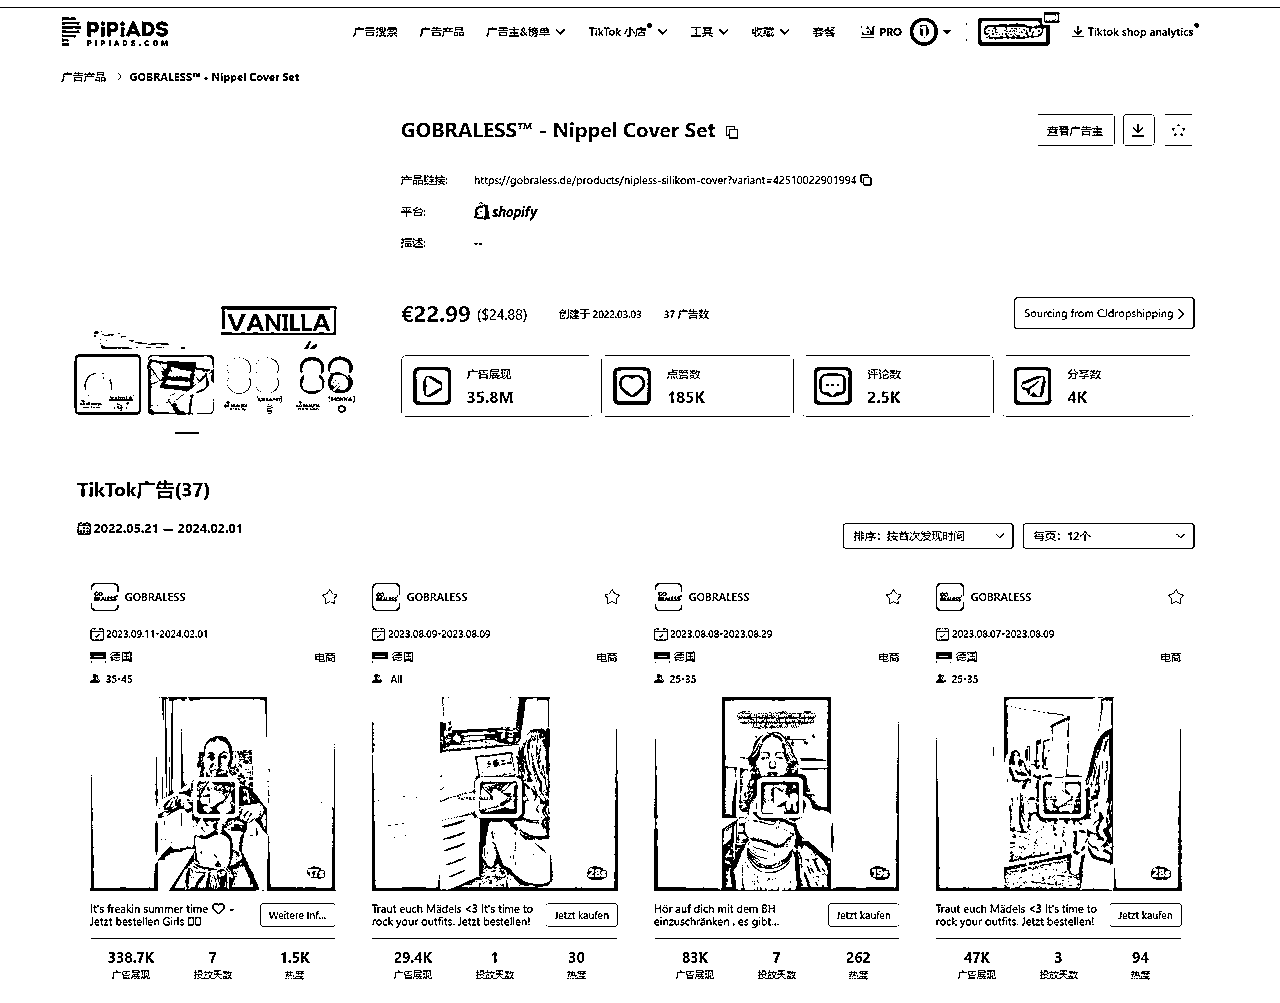 PiPiADS
PIPIADS.COM
广告搜索
广告产品
广告主&榜单
TikTok 小店
工具
收藏
套餐
PRO
Tiktok shop analytics
广告产品 > GOBRALESS™ - Nippel Cover Set
GOBRALESS™ - Nippel Cover Set
查看广告主
产品链接: https://gobraless.de/products/nipless-silikom-cover?variant=42510022901994
平台: shopify
描述: --
VANILLA
€22.99 ($24.88) 创建于 2022.03.03 37 广告数
Sourcing from CJdropshipping >
广告展现
35.8M
点赞数
185K
评论数
2.5K
分享数
4K
TikTok广告(37)
2022.05.21 — 2024.02.01
排序: 按首次发现时间
每页: 12个
GOBRALESS
2023.09.11-2024.02.01
德国 电商
35-45
17s
It's freakin summer time ♡ -
Jetzt bestellen Girls
Weitere Inf...
338.7K 7 1.5K
广告展现 投放天数 热度
GOBRALESS
2023.08.09-2023.08.09
德国 电商
All
28s
Traut euch Mädels <3 It's time to
rock your outfits. Jetzt bestellen!
Jetzt kaufen
29.4K 1 30
广告展现 投放天数 热度
GOBRALESS
2023.08.08-2023.08.29
德国 电商
25-35
Hör auf dich mit dem BH
einzuschränken , es gibt...
Jetzt kaufen
83K 7 262
广告展现 投放天数 热度
GOBRALESS
2023.08.07-2023.08.09
德国 电商
25-35
28s
Traut euch Mädels <3 It's time to
rock your outfits. Jetzt bestellen!
Jetzt kaufen
47K 3 94
广告展现 投放天数 热度